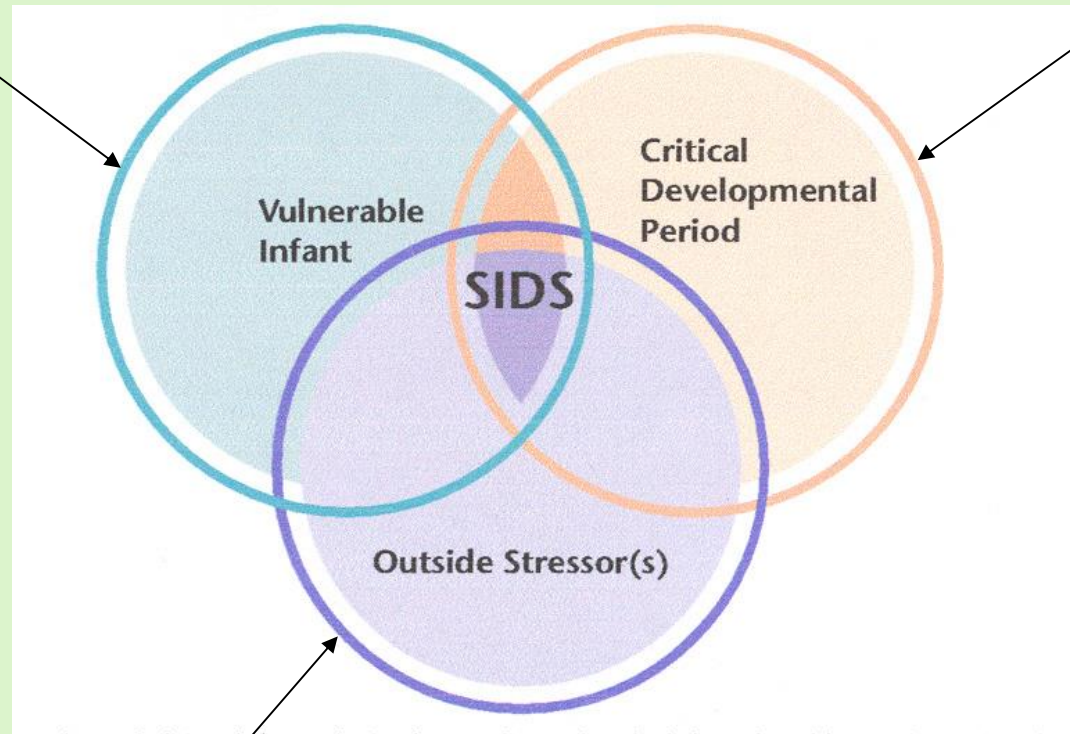 Vulnerable
Infant
Critical
Developmental
Period
SIDS
Outside Stressor(s)